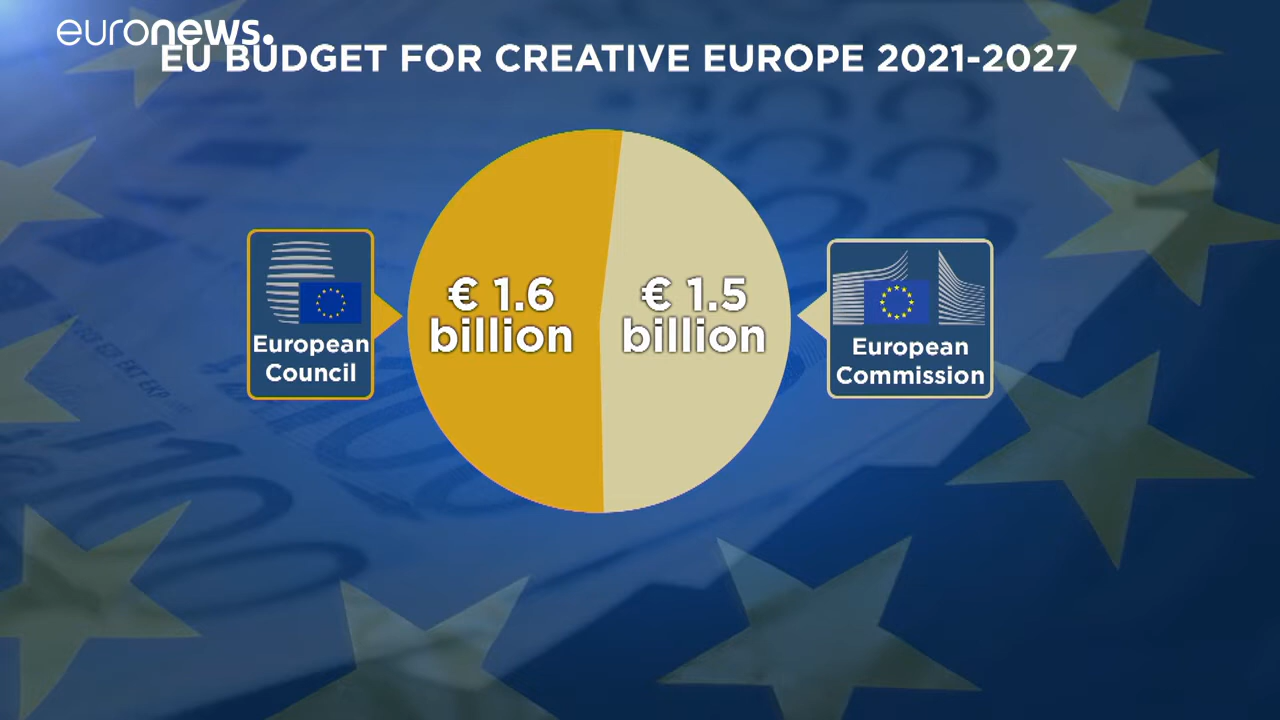 euronews.
EU BUDGET FOR CREATIVE EUROPE 2021-2027
€ 1.6
billion
€ 1.5
billion
European
Council
European
Commission